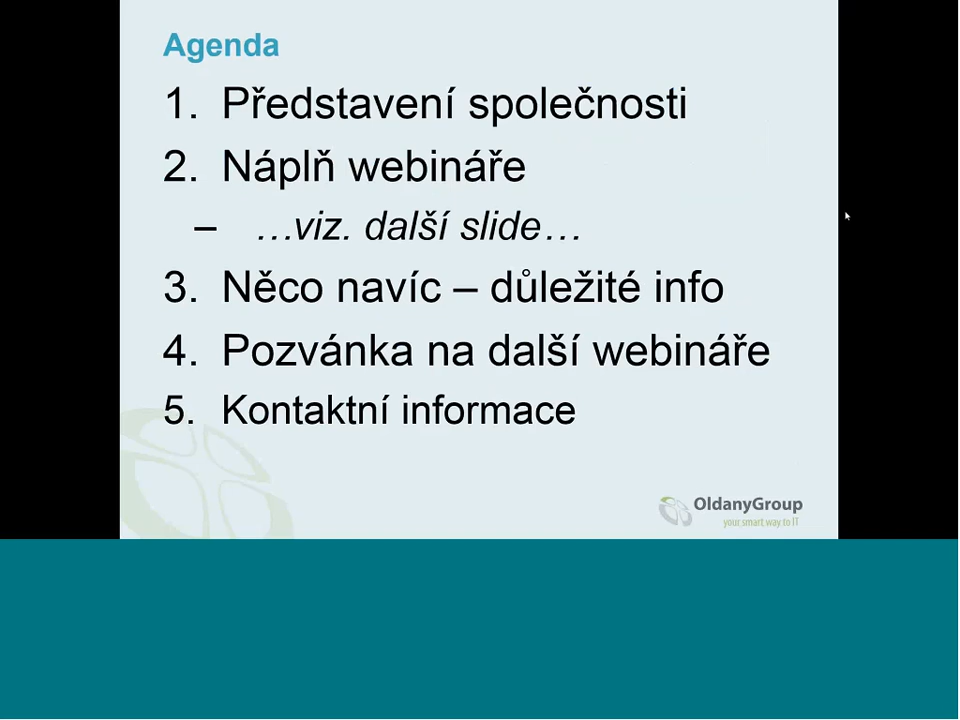 Agenda
1. Představení společnosti
2. Náplň webináře
– …viz. další slide…
3. Něco navíc – důležité info
4. Pozvánka na další webináře
5. Kontaktní informace
OldanyGroup
your smart way to IT